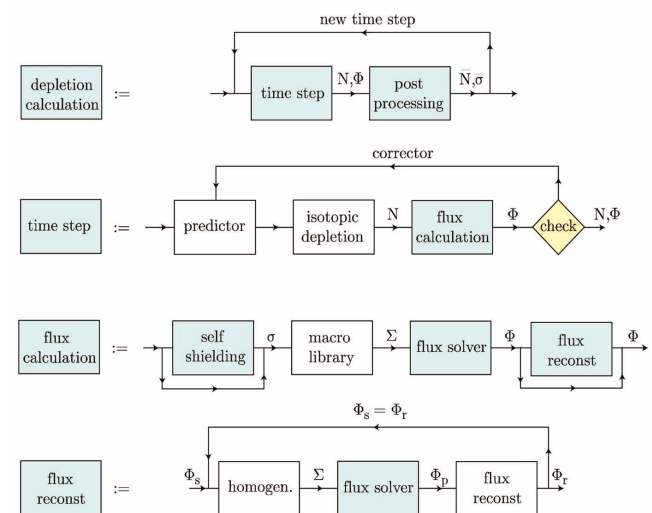 new time step
depletion calculation := time step N,Φ post processing N̄,σ̄
corrector
time step := predictor isotopic depletion N flux calculation Φ check N,Φ
flux calculation := self shielding σ macro library Σ flux solver Φ flux reconst Φ
Φs = Φr
flux reconst := Φs homogen. Σ flux solver Φp flux reconst Φr